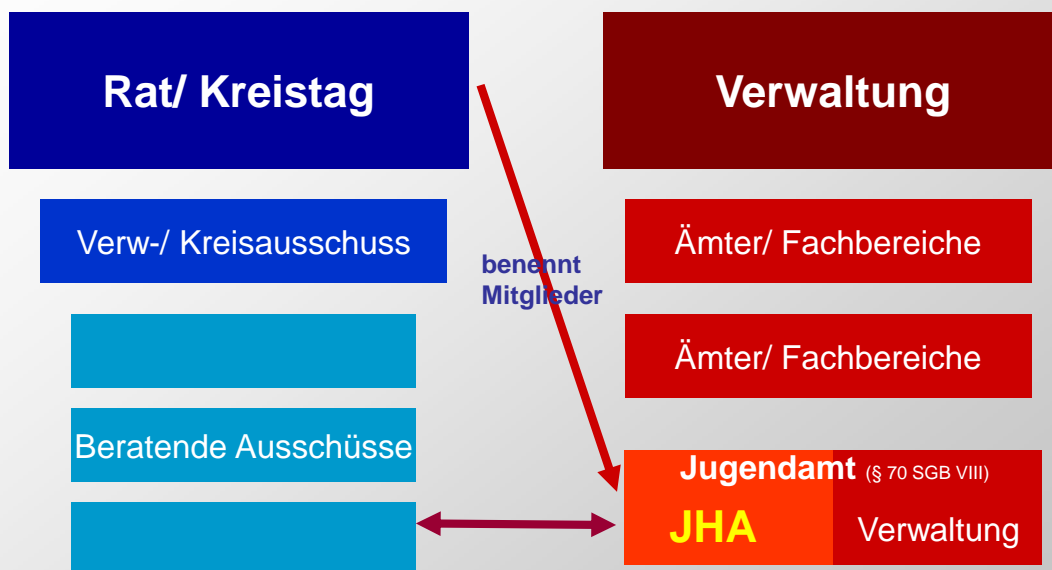 Rat/ Kreistag
Verwaltung
Verw-/ Kreisausschuss
benennt
Mitglieder
Ämter/ Fachbereiche
Ämter/ Fachbereiche
Beratende Ausschüsse
Jugendamt (§ 70 SGB VIII)
JHA
Verwaltung